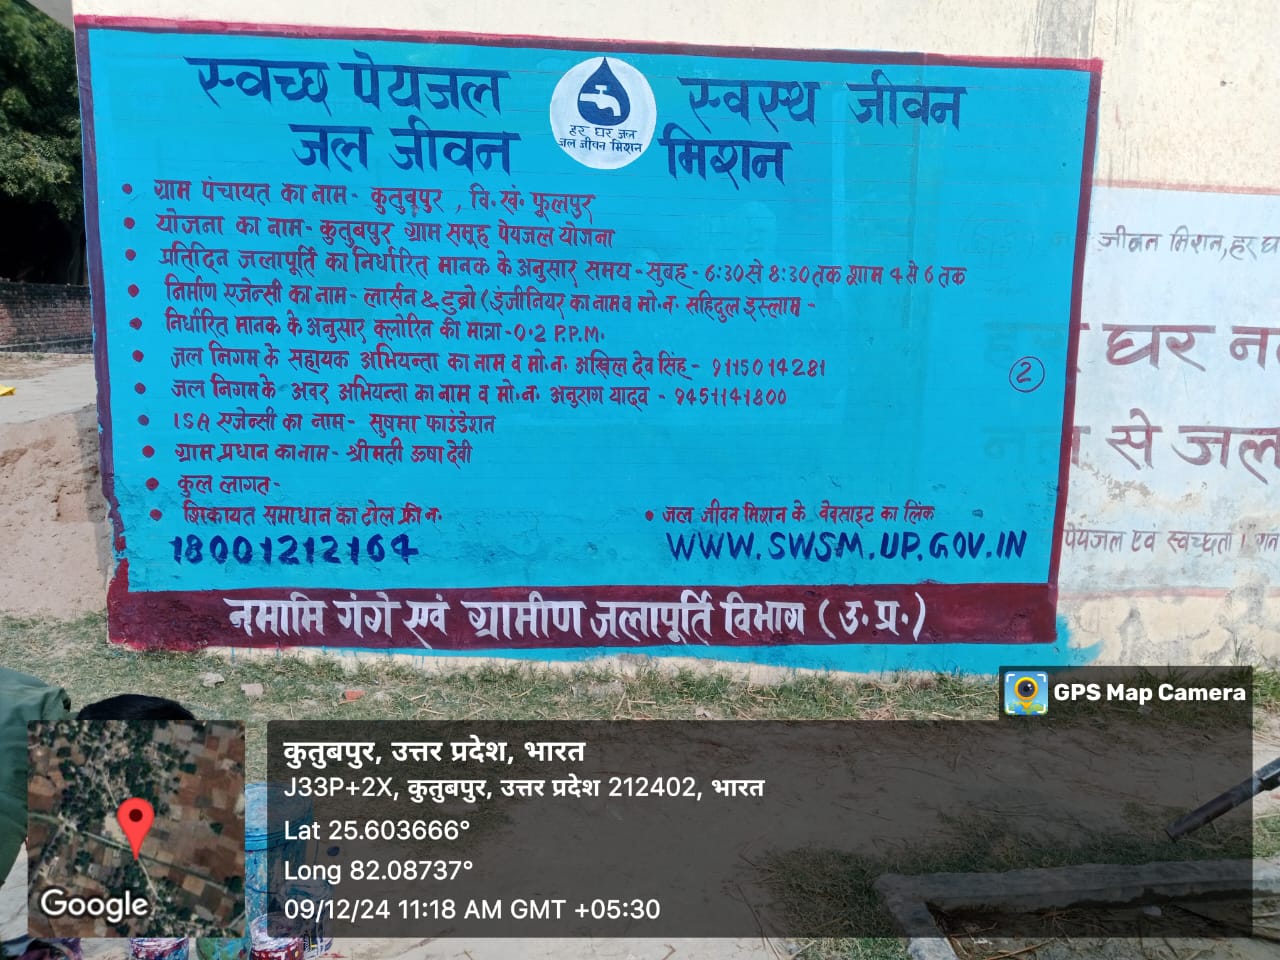 स्वच्छ पेयजल स्वस्थ जीवन
जल जीवन मिशन
हर घर जल
जल जीवन मिशन
• ग्राम पंचायत का नाम- कुतुबपुर , वि.खं. फूलपुर
• योजना का नाम- कुतुबपुर ग्राम समूह पेयजल योजना
• प्रतिदिन जलापूर्ति का निर्धारित मानक के अनुसार समय- सुबह- 6:30 से 8:30 तक शाम 4 से 6 तक
• निर्माण एजेन्सी का नाम- लार्सन & टुब्रो (इंजीनियर का नाम व मो.न. सहिदुल इस्लाम -
• निर्धारित मानक के अनुसार क्लोरिन की मात्रा-0.2 P.P.M.
• जल निगम के सहायक अभियन्ता का नाम व मो.न. अखिल देव सिंह- 9115014281
• जल निगम के अवर अभियन्ता का नाम व मो.न. अनुराग यादव - 9451141800
• ISA एजेन्सी का नाम- सुषमा फाउंडेशन
• ग्राम प्रधान का नाम- श्रीमती ऊषा देवी
• कुल लागत-
• शिकायत समाधान का टोल फ्री न.
18001212164
• जल जीवन मिशन के वेबसाइट का लिंक
WWW.SWSM.UP.GOV.IN
2
नमामि गंगे एवं ग्रामीण जलापूर्ति विभाग (उ.प्र.)
जीवन मिशन, हर घ
घर न
से जल
पेयजल एवं स्वच्छता
GPS Map Camera
कुतुबपुर, उत्तर प्रदेश, भारत
J33P+2X, कुतुबपुर, उत्तर प्रदेश 212402, भारत
Lat 25.603666°
Long 82.08737°
09/12/24 11:18 AM GMT +05:30
Google